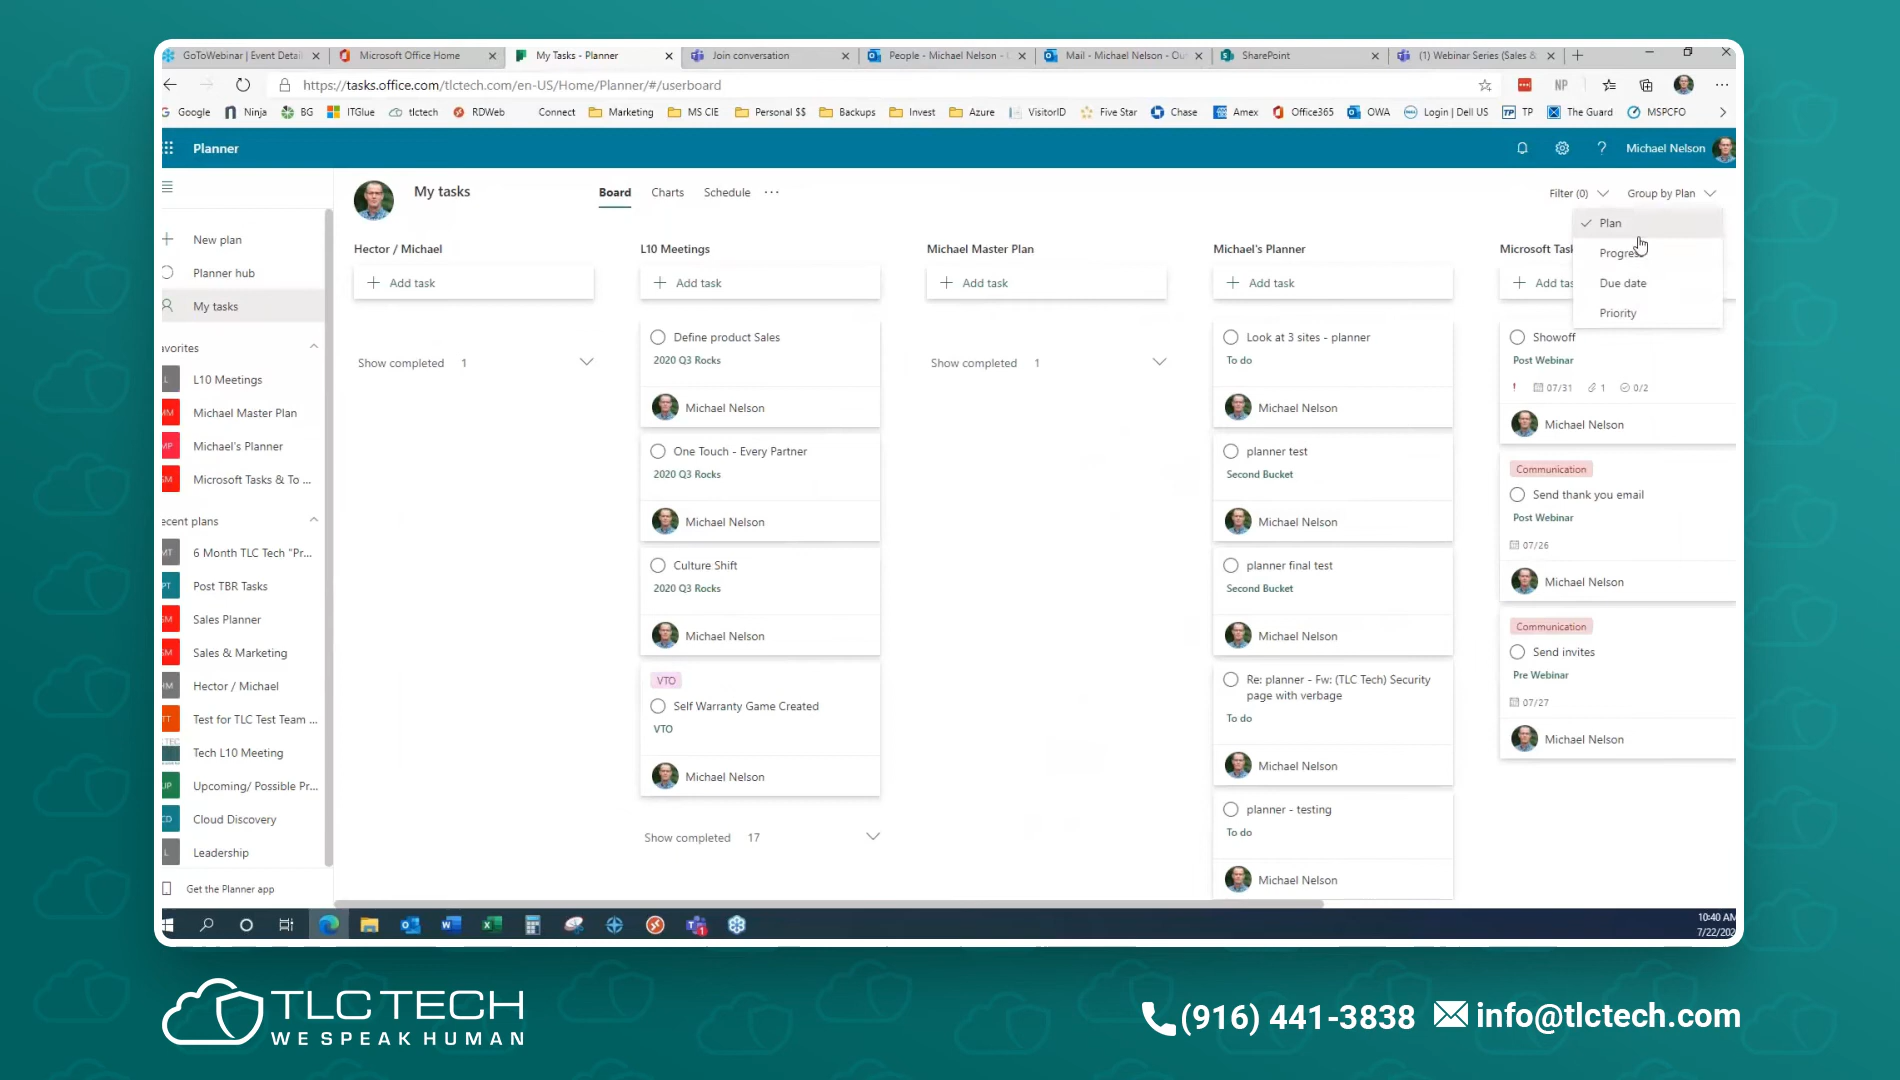 GoToWebinar | Event Detai
Microsoft Office Home
My Tasks - Planner
Join conversation
People - Michael Nelson -
Mail - Michael Nelson - Out
SharePoint
(1) Webinar Series (Sales &
https://tasks.office.com/tlctech.com/en-US/Home/Planner/#/userboard
NP
Google
Ninja
BG
ITGlue
tlctech
RDWeb
Connect
Marketing
MS CIE
Personal $$
Backups
Invest
Azure
VisitorID
Five Star
Chase
Amex
Office365
OWA
Login | Dell US
TP
The Guard
MSPCFO
Planner
Michael Nelson
New plan
Planner hub
My tasks
avorites
L10 Meetings
Michael Master Plan
Michael's Planner
Microsoft Tasks & To ...
ecent plans
6 Month TLC Tech "Pr...
Post TBR Tasks
Sales Planner
Sales & Marketing
Hector / Michael
Test for TLC Test Team ...
Tech L10 Meeting
Upcoming/ Possible Pr...
Cloud Discovery
Leadership
Get the Planner app
My tasks
Board
Charts
Schedule
...
Filter (0)
Group by Plan
Plan
Progress
Due date
Priority
Hector / Michael
Add task
Show completed 1
L10 Meetings
Add task
Define product Sales
2020 Q3 Rocks
Michael Nelson
One Touch - Every Partner
2020 Q3 Rocks
Michael Nelson
Culture Shift
2020 Q3 Rocks
Michael Nelson
VTO
Self Warranty Game Created
VTO
Michael Nelson
Show completed 17
Michael Master Plan
Add task
Show completed 1
Michael's Planner
Add task
Look at 3 sites - planner
To do
Michael Nelson
planner test
Second Bucket
Michael Nelson
planner final test
Second Bucket
Michael Nelson
Re: planner - Fw: (TLC Tech) Security
page with verbage
To do
Michael Nelson
planner - testing
To do
Michael Nelson
Microsoft Tas
Add tas
Showoff
Post Webinar
! 07/31 1 0/2
Michael Nelson
Communication
Send thank you email
Post Webinar
07/26
Michael Nelson
Communication
Send invites
Pre Webinar
07/27
Michael Nelson
10:40 AM
7/22/202
TLC TECH
WE SPEAK HUMAN
(916) 441-3838
info@tlctech.com